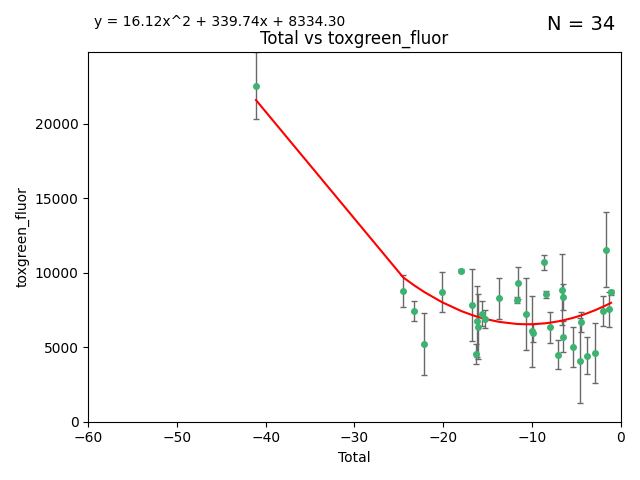 y = 16.12x^2 + 339.74x + 8334.30
N = 34
Total vs toxgreen_fluor
toxgreen_fluor
20000
15000
10000
5000
0
−60
−50
−40
−30
−20
−10
0
Total